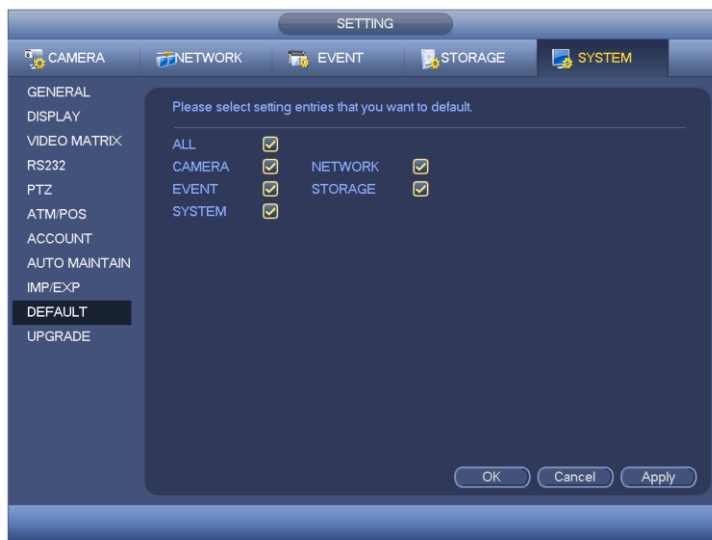 SETTING
CAMERA NETWORK EVENT STORAGE SYSTEM
GENERAL
DISPLAY
VIDEO MATRIX
RS232
PTZ
ATM/POS
ACCOUNT
AUTO MAINTAIN
IMP/EXP
DEFAULT
UPGRADE
Please select setting entries that you want to default.
ALL
CAMERA NETWORK
EVENT STORAGE
SYSTEM
OK Cancel Apply